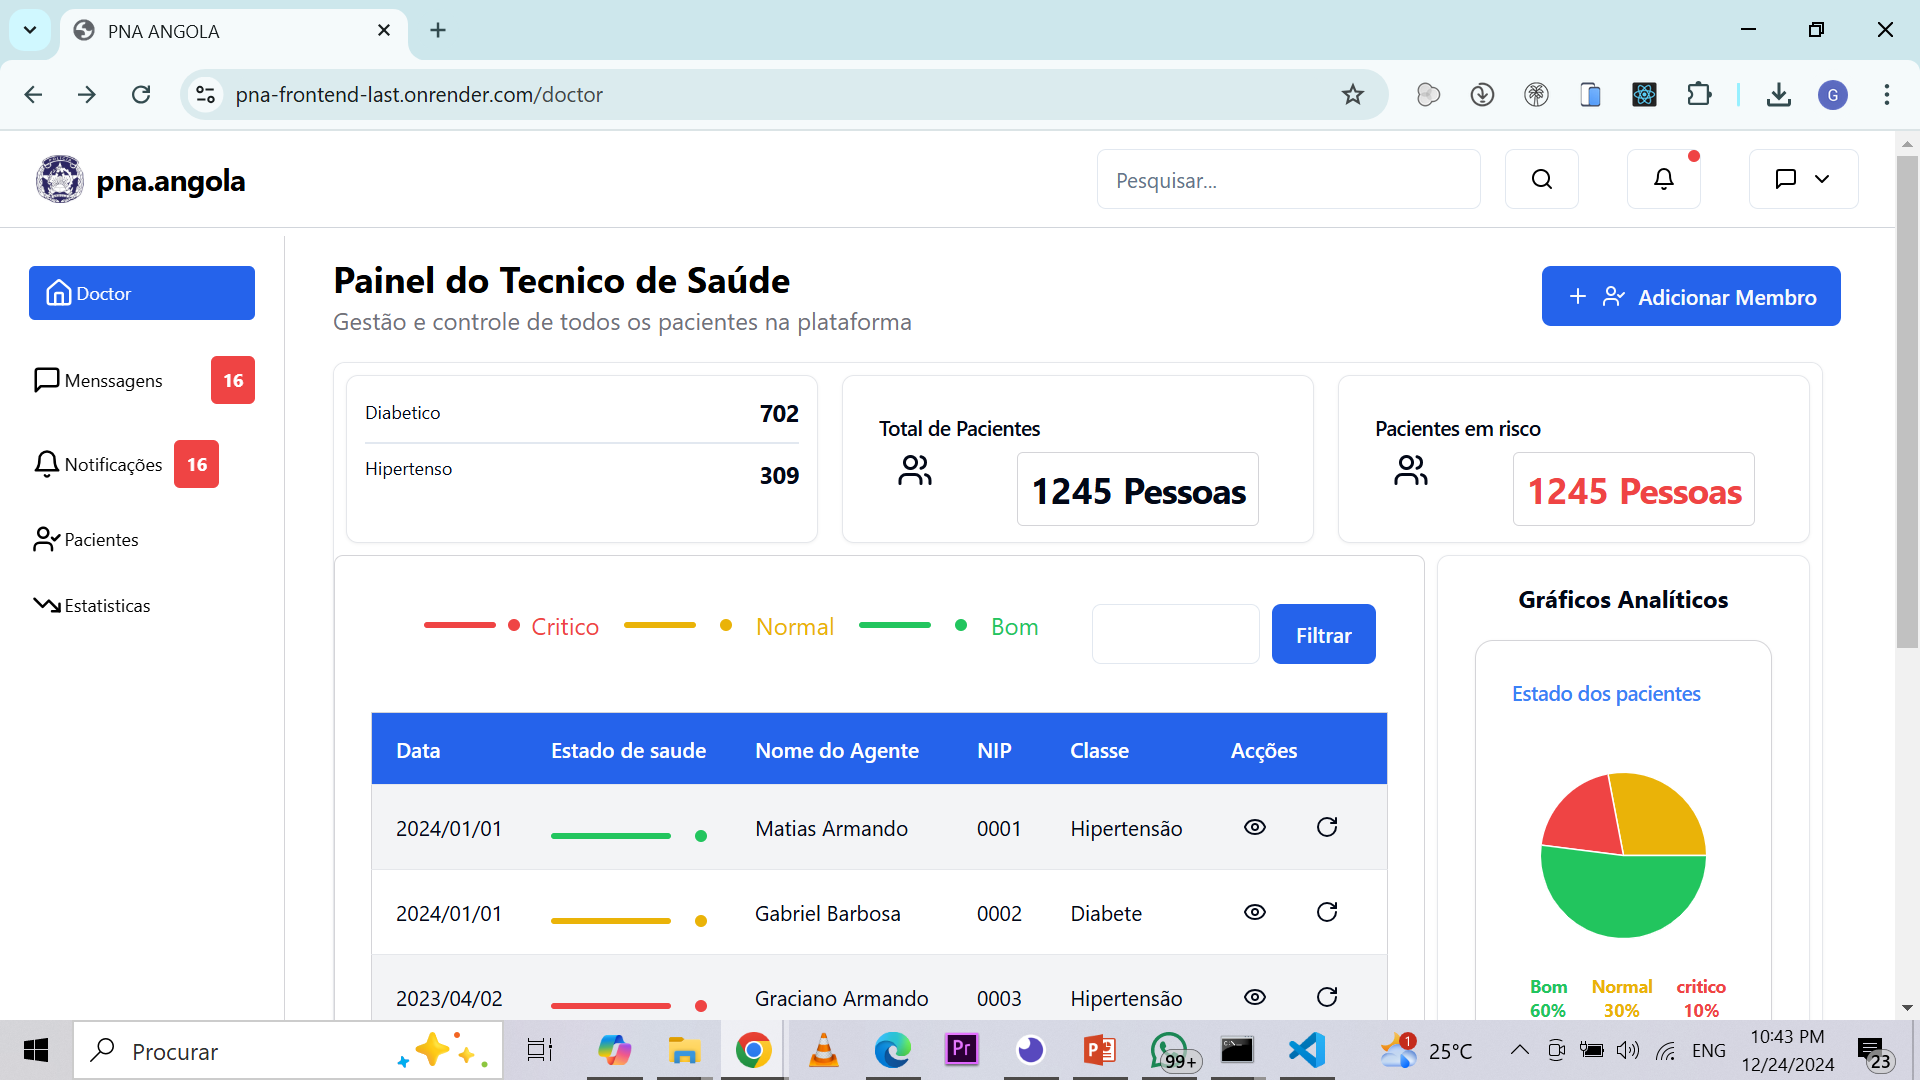 PNA ANGOLA
pna-frontend-last.onrender.com/doctor
G
pna.angola
Pesquisar...
Doctor
Menssagens 16
Notificações 16
Pacientes
Estatisticas
Painel do Tecnico de Saúde
Gestão e controle de todos os pacientes na plataforma
Adicionar Membro
Diabetico 702
Hipertenso 309
Total de Pacientes
1245 Pessoas
Pacientes em risco
1245 Pessoas
Critico Normal Bom
Filtrar
Data Estado de saude Nome do Agente NIP Classe Acções
2024/01/01 Matias Armando 0001 Hipertensão
2024/01/01 Gabriel Barbosa 0002 Diabete
2023/04/02 Graciano Armando 0003 Hipertensão
Gráficos Analíticos
Estado dos pacientes
Bom Normal critico
60% 30% 10%
Procurar
Pr
P
99+
C:\
1
25°C
ENG
10:43 PM
12/24/2024
23